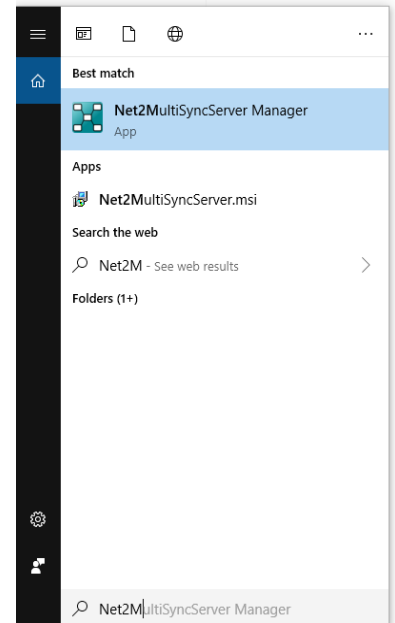 ...
Best match
Net2MultiSyncServer Manager
App
Apps
Net2MultiSyncServer.msi
Search the web
Net2M - See web results
Folders (1+)
Net2MultiSyncServer Manager